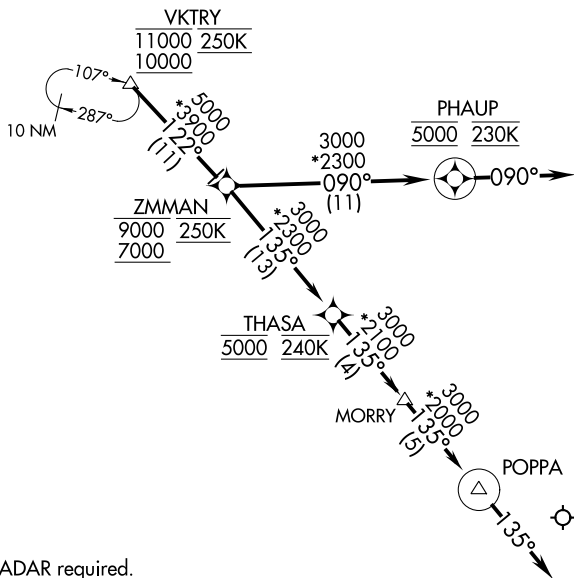 VKTRY
11000 250K
10000
107°
287°
10 NM
5000
*3900
122°
(11)
PHAUP
5000 230K
3000
*2300
090°
(11)
090°
ZMMAN
9000 250K
7000
3000
*2300
135°
(13)
THASA
5000 240K
3000
*2100
135°
(4)
MORRY
3000
*2000
135°
(5)
POPPA
135°
ADAR required.